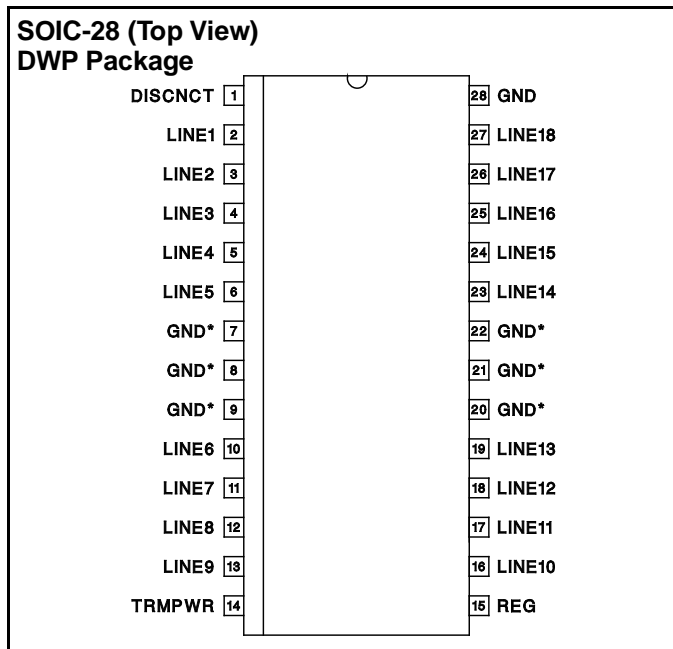 SOIC-28 (Top View)
DWP Package
DISCNCT 1
LINE1 2
LINE2 3
LINE3 4
LINE4 5
LINE5 6
GND* 7
GND* 8
GND* 9
LINE6 10
LINE7 11
LINE8 12
LINE9 13
TRMPWR 14
28 GND
27 LINE18
26 LINE17
25 LINE16
24 LINE15
23 LINE14
22 GND*
21 GND*
20 GND*
19 LINE13
18 LINE12
17 LINE11
16 LINE10
15 REG